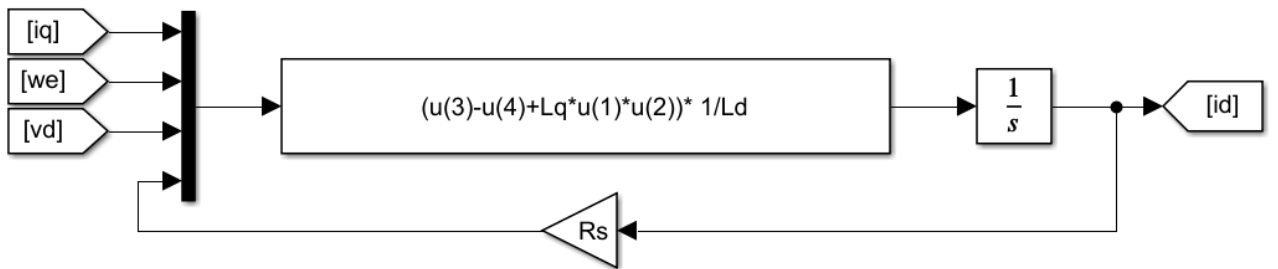 [iq]
[we]
[vd]
(u(3)-u(4)+Lq*u(1)*u(2))* 1/Ld
1
s
[id]
Rs